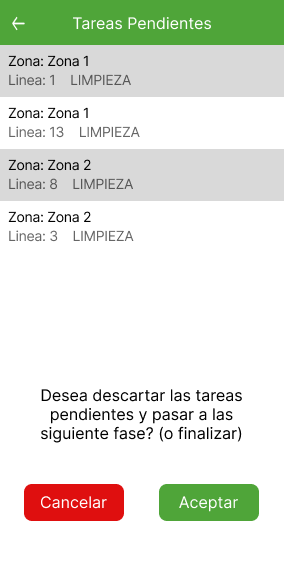 Tareas Pendientes
Zona: Zona 1
Linea: 1 LIMPIEZA
Zona: Zona 1
Linea: 13 LIMPIEZA
Zona: Zona 2
Linea: 8 LIMPIEZA
Zona: Zona 2
Linea: 3 LIMPIEZA
Desea descartar las tareas
pendientes y pasar a las
siguiente fase? (o finalizar)
Cancelar
Aceptar